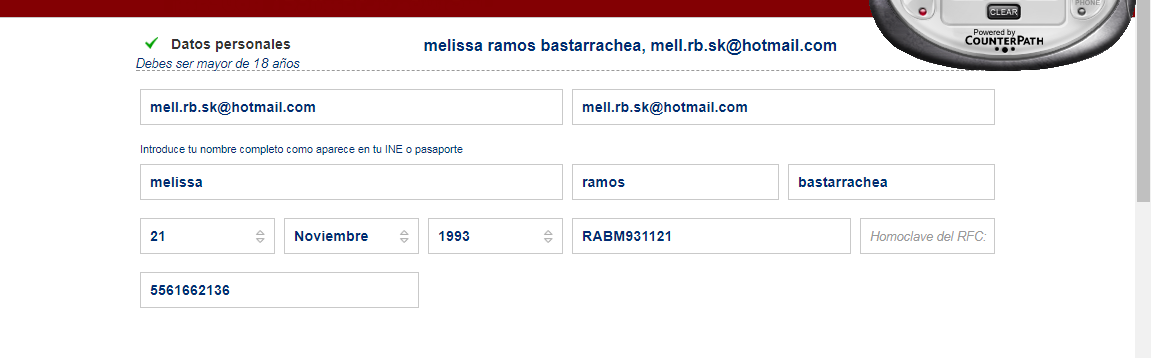 CLEAR
PHONE
Powered by
COUNTERPATH
Datos personales
melissa ramos bastarrachea, mell.rb.sk@hotmail.com
Debes ser mayor de 18 años
mell.rb.sk@hotmail.com mell.rb.sk@hotmail.com
Introduce tu nombre completo como aparece en tu INE o pasaporte
melissa ramos bastarrachea
21 Noviembre 1993 RABM931121 Homoclave del RFC:
5561662136